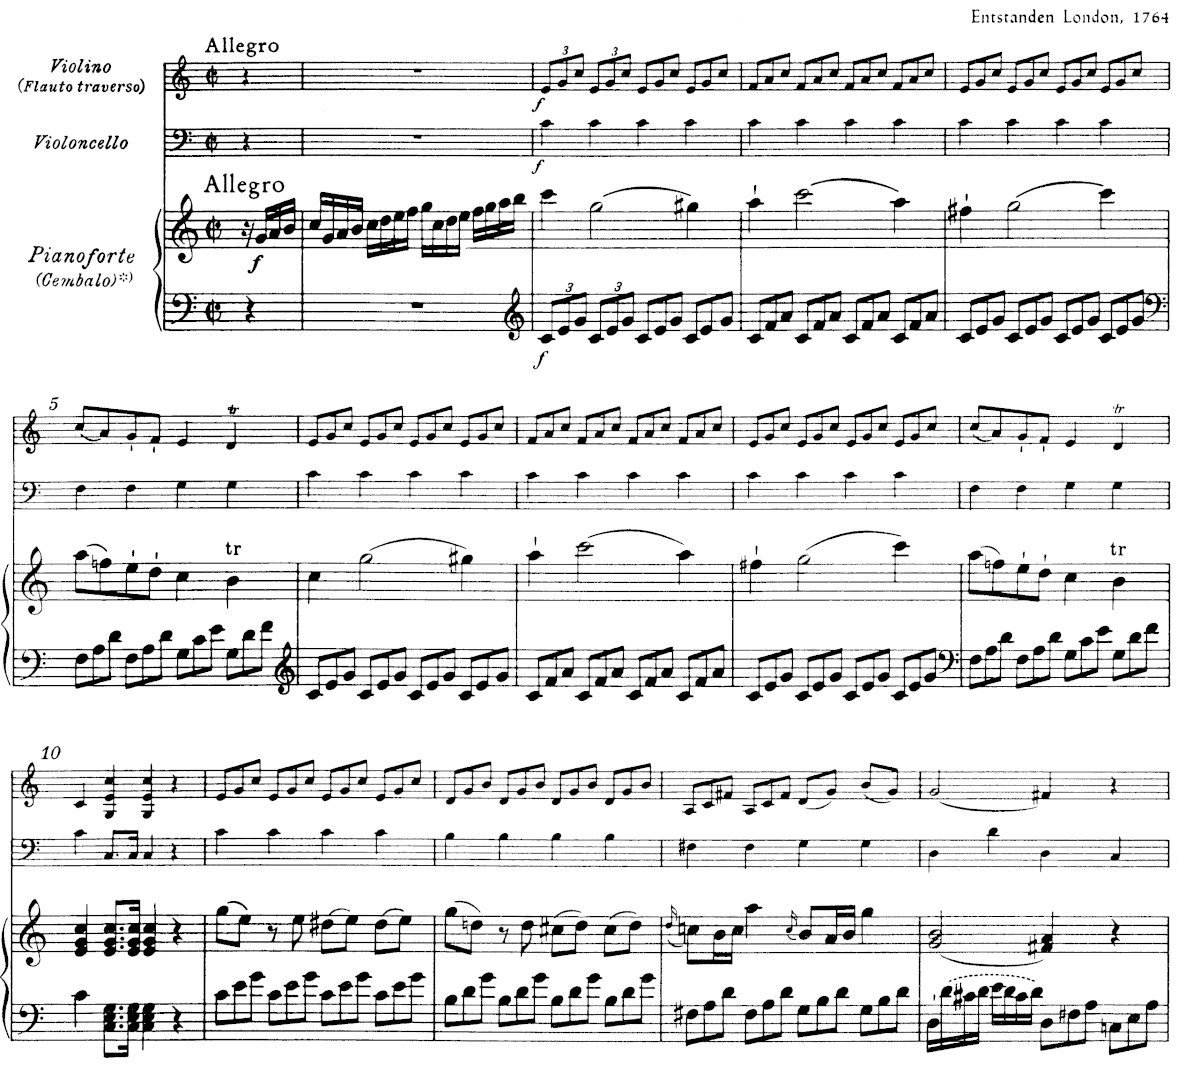 Entstanden London, 1764
Allegro
Violino
(Flauto traverso)
3 3
f
Violoncello
f
Allegro
Pianoforte
(Cembalo)*)
f
3 3
f
5
tr tr
tr tr
10